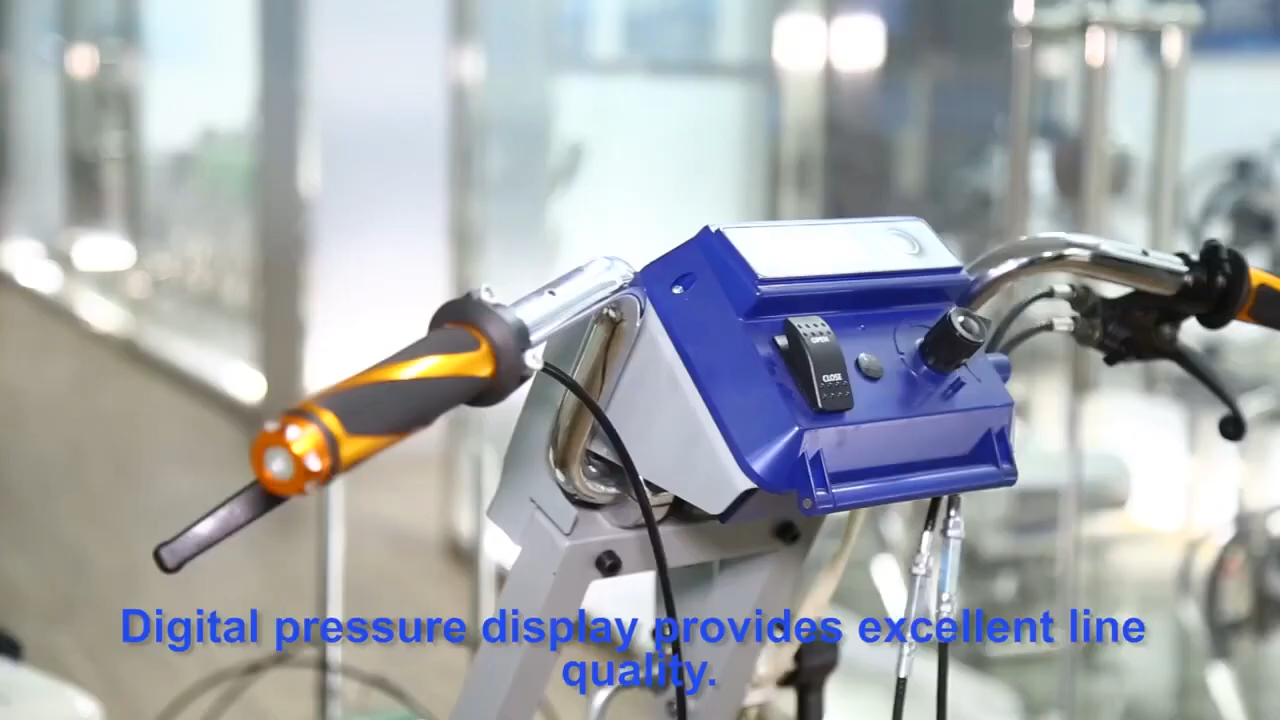 OPEN
CLOSE
Digital pressure display provides excellent line
quality.